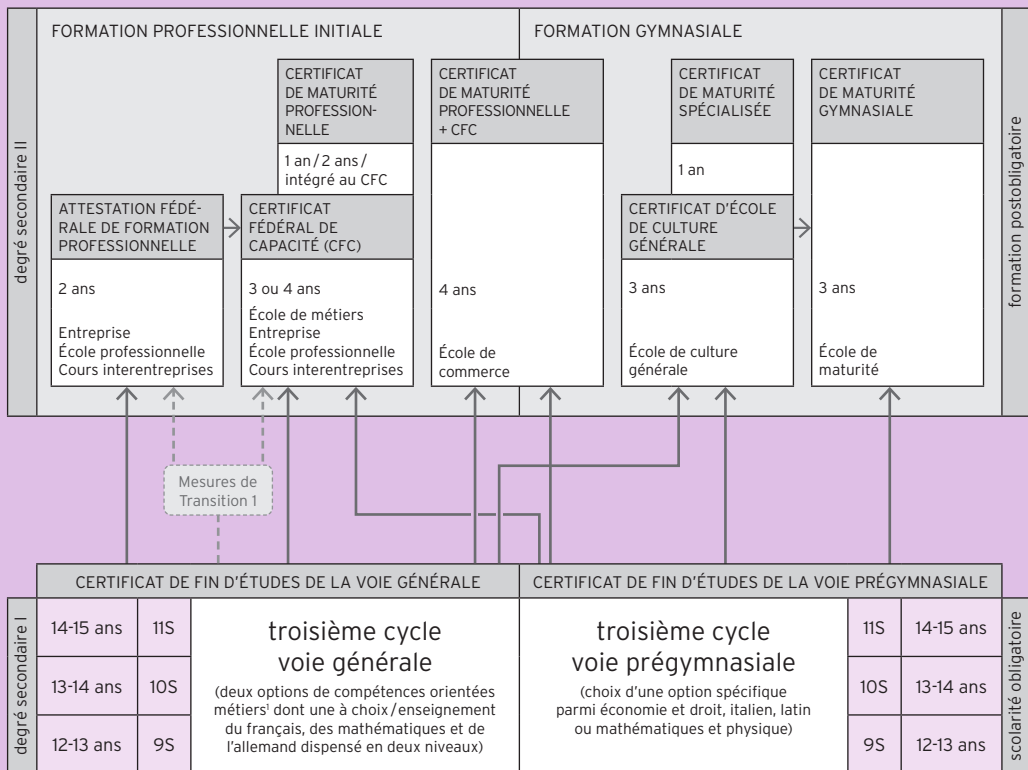 degré secondaire II
FORMATION PROFESSIONNELLE INITIALE
FORMATION GYMNASIALE
formation postobligatoire
CERTIFICAT
DE MATURITÉ
PROFESSION-
NELLE
1 an / 2 ans /
intégré au CFC
CERTIFICAT
DE MATURITÉ
PROFESSIONNELLE
+ CFC
4 ans
École de
commerce
CERTIFICAT
DE MATURITÉ
SPÉCIALISÉE
1 an
CERTIFICAT
DE MATURITÉ
GYMNASIALE
3 ans
École de
maturité
ATTESTATION FÉDÉ-
RALE DE FORMATION
PROFESSIONNELLE
2 ans
Entreprise
École professionnelle
Cours interentreprises
CERTIFICAT
FÉDÉRAL DE
CAPACITÉ (CFC)
3 ou 4 ans
École de métiers
Entreprise
École professionnelle
Cours interentreprises
CERTIFICAT D'ÉCOLE
DE CULTURE
GÉNÉRALE
3 ans
École de culture
générale
Mesures de
Transition 1
CERTIFICAT DE FIN D'ÉTUDES DE LA VOIE GÉNÉRALE
CERTIFICAT DE FIN D'ÉTUDES DE LA VOIE PRÉGYMNASIALE
degré secondaire I
14-15 ans 11S
13-14 ans 10S
12-13 ans 9S
troisième cycle
voie générale
(deux options de compétences orientées
métiers¹ dont une à choix / enseignement
du français, des mathématiques et de
l'allemand dispensé en deux niveaux)
troisième cycle
voie prégymnasiale
(choix d'une option spécifique
parmi économie et droit, italien, latin
ou mathématiques et physique)
11S 14-15 ans
10S 13-14 ans
9S 12-13 ans
scolarité obligatoire